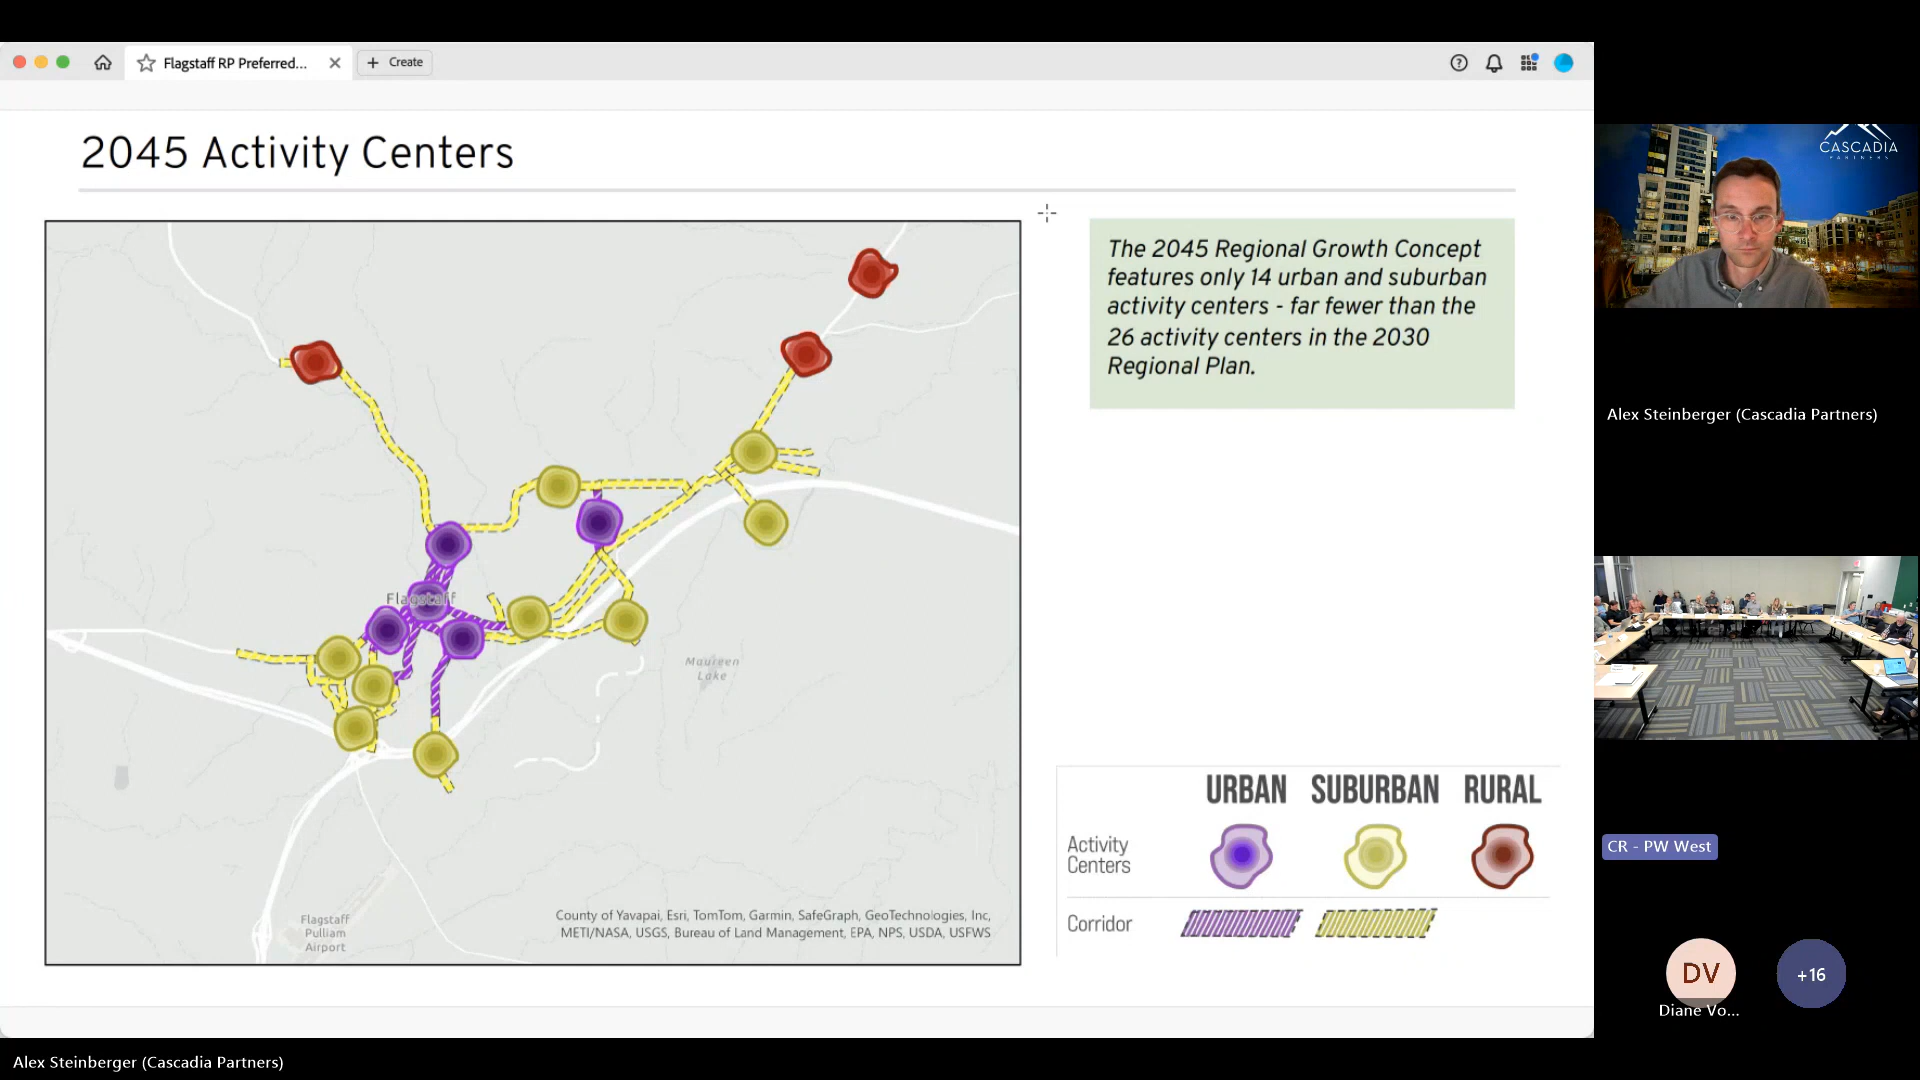 Flagstaff RP Preferred...
Create
2045 Activity Centers
The 2045 Regional Growth Concept
features only 14 urban and suburban
activity centers - far fewer than the
26 activity centers in the 2030
Regional Plan.
Flagstaff
Maureen
Lake
Flagstaff
Pulliam
Airport
County of Yavapai, Esri, TomTom, Garmin, SafeGraph, GeoTechnologies, Inc,
METI/NASA, USGS, Bureau of Land Management, EPA, NPS, USDA, USFWS
URBAN SUBURBAN RURAL
Activity
Centers
Corridor
CASCADIA
PARTNERS
Alex Steinberger (Cascadia Partners)
CR - PW West
DV
+16
Diane Vo...
Alex Steinberger (Cascadia Partners)